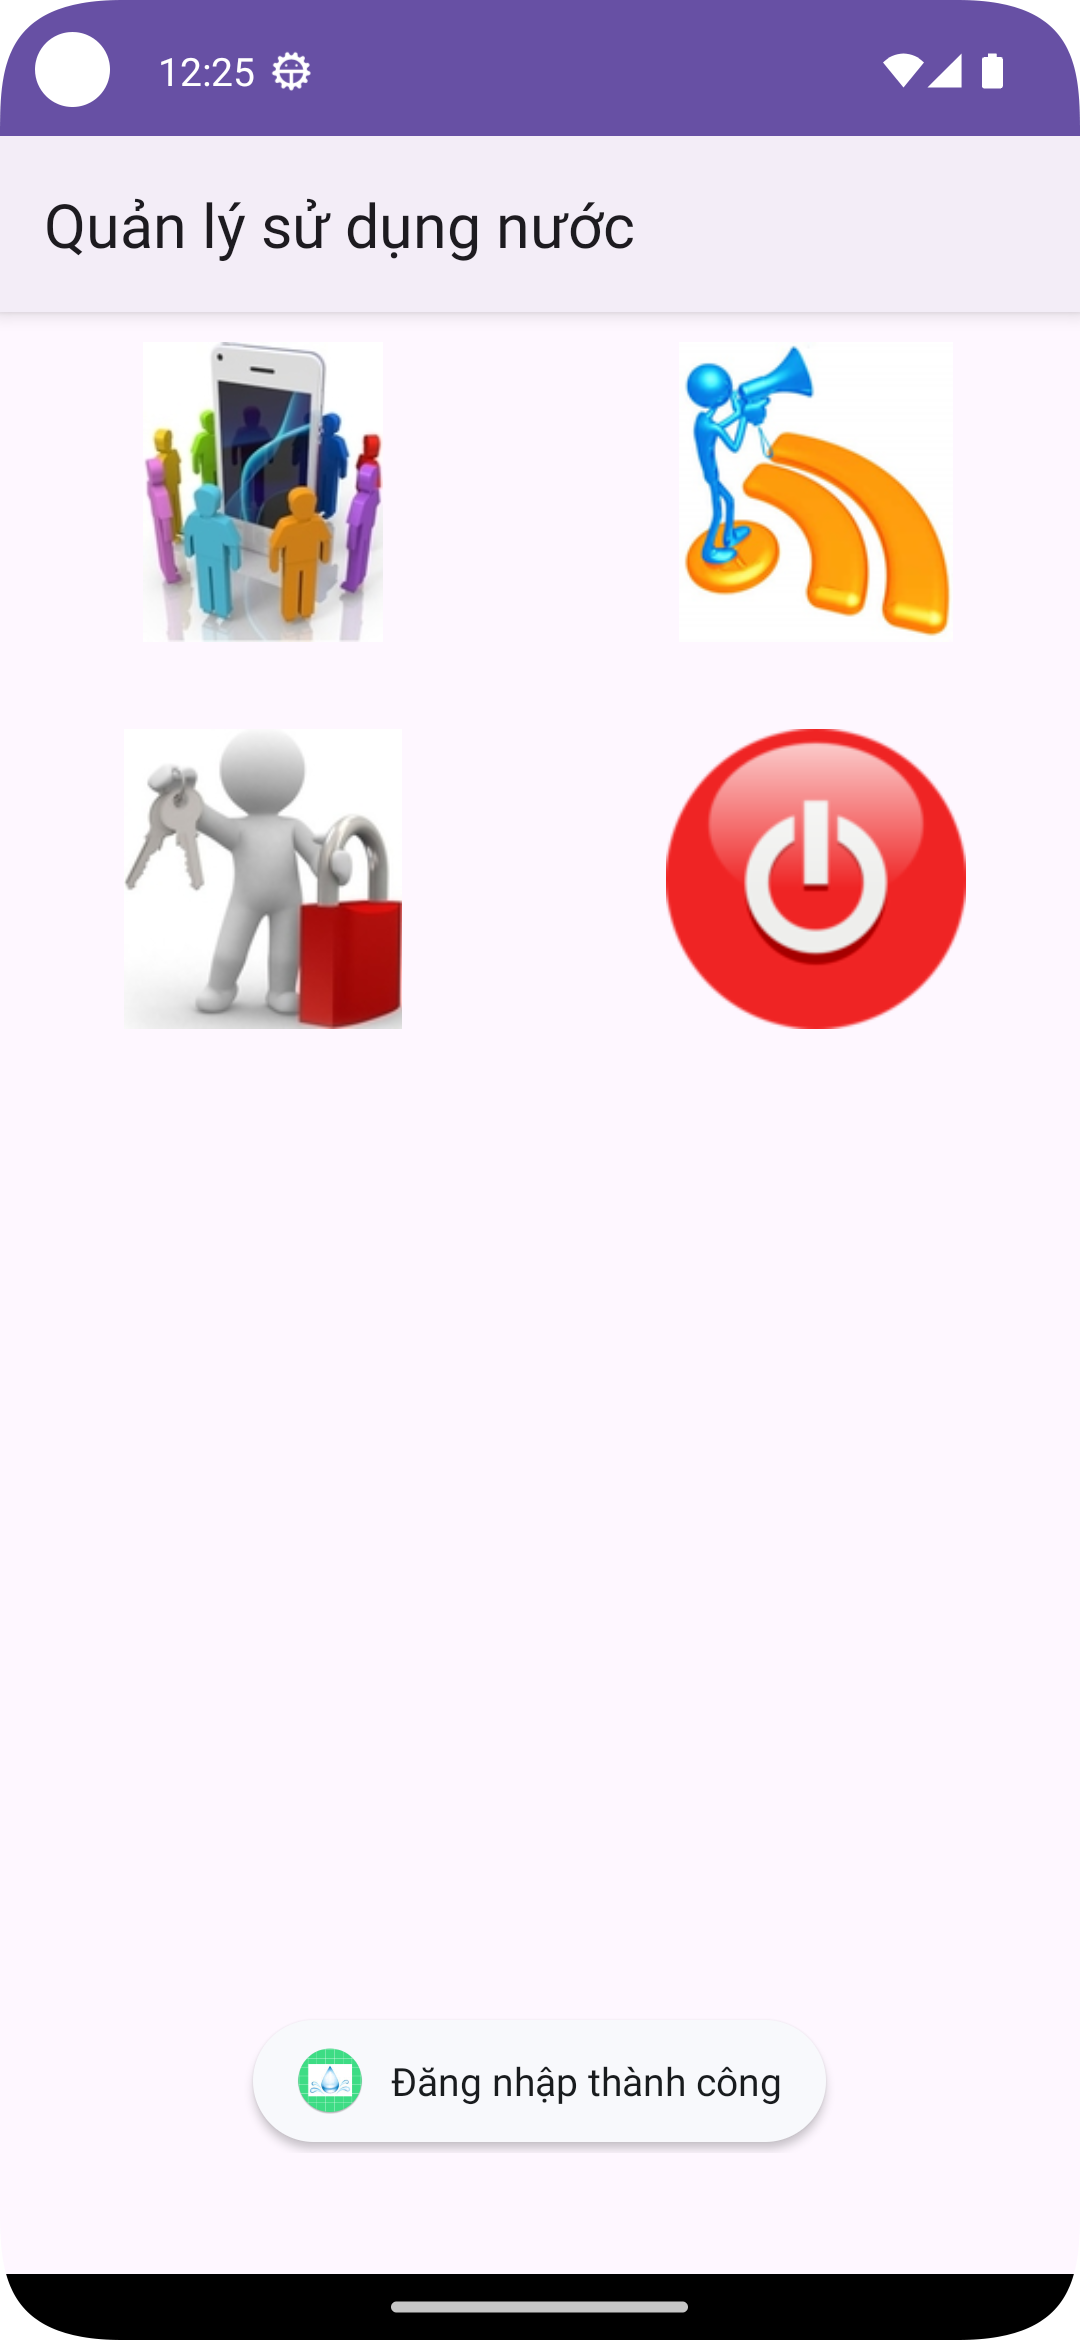 12:25
Quản lý sử dụng nước
Đăng nhập thành công